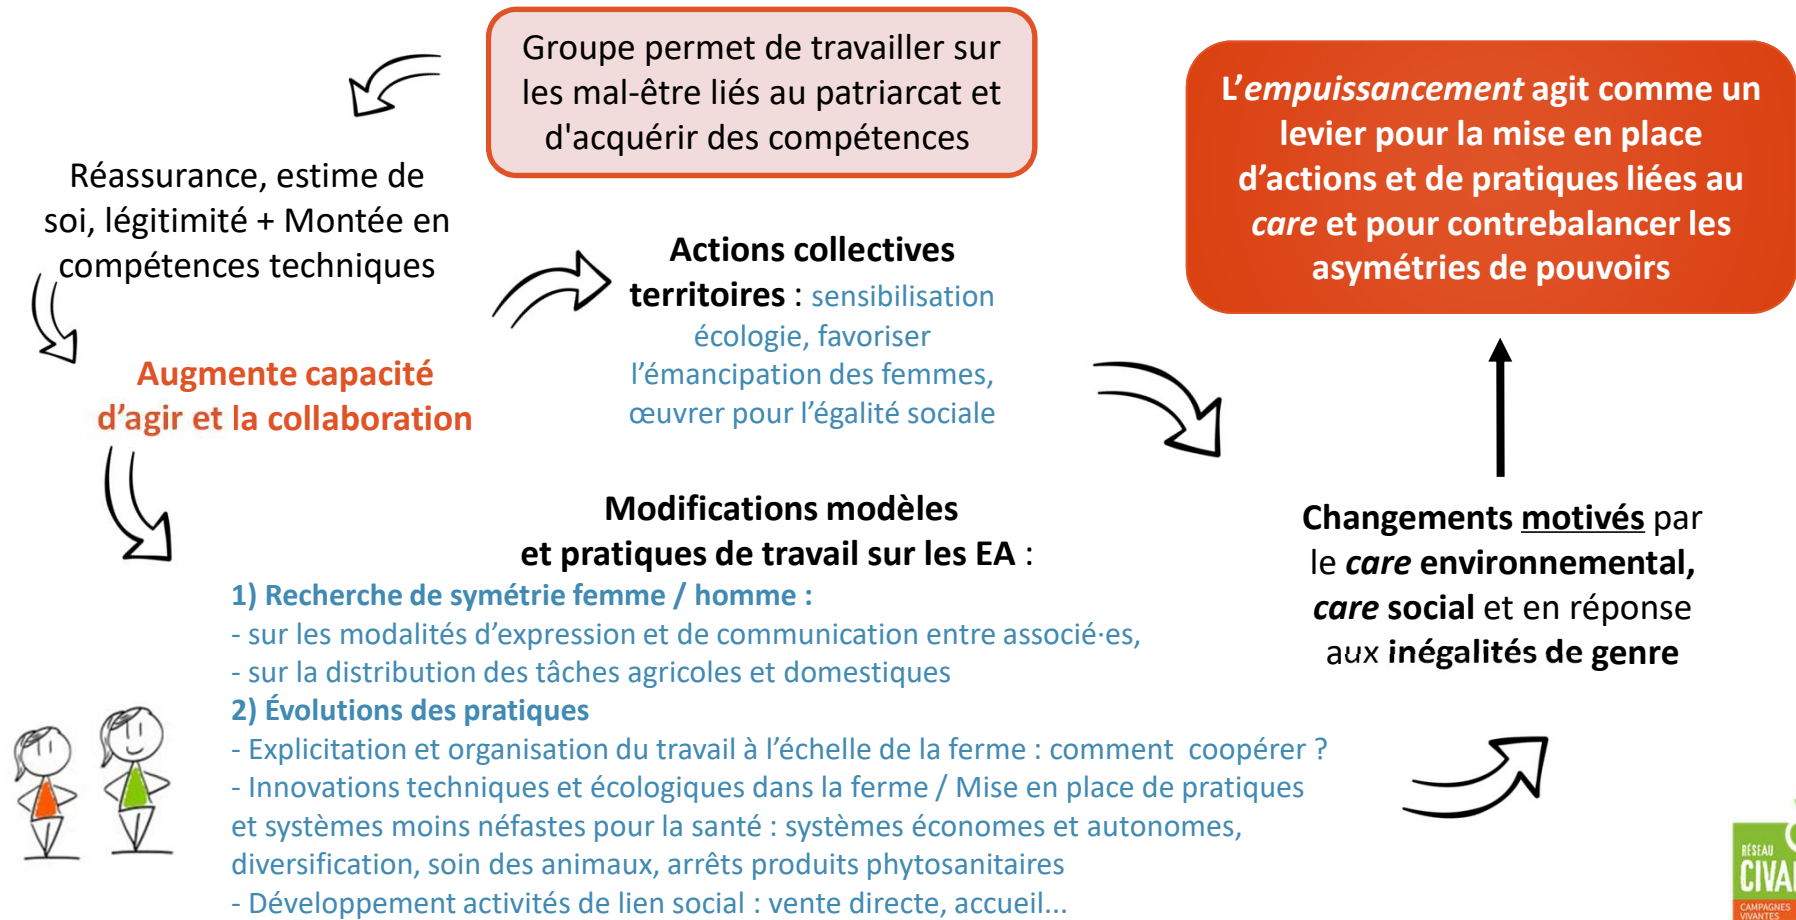 Groupe permet de travailler sur
les mal-être liés au patriarcat et
d'acquérir des compétences
Réassurance, estime de
soi, légitimité + Montée en
compétences techniques
Augmente capacité
d’agir et la collaboration
Actions collectives
territoires : sensibilisation
écologie, favoriser
l’émancipation des femmes,
œuvrer pour l’égalité sociale
Modifications modèles
et pratiques de travail sur les EA :
1) Recherche de symétrie femme / homme :
- sur les modalités d’expression et de communication entre associé·es,
- sur la distribution des tâches agricoles et domestiques
2) Évolutions des pratiques
- Explicitation et organisation du travail à l’échelle de la ferme : comment coopérer ?
- Innovations techniques et écologiques dans la ferme / Mise en place de pratiques
et systèmes moins néfastes pour la santé : systèmes économes et autonomes,
diversification, soin des animaux, arrêts produits phytosanitaires
- Développement activités de lien social : vente directe, accueil...
Changements motivés par
le care environnemental,
care social et en réponse
aux inégalités de genre
L’empuissancement agit comme un
levier pour la mise en place
d’actions et de pratiques liées au
care et pour contrebalancer les
asymétries de pouvoirs
RÉSEAU
CIVA
CAMPAGNES
VIVANTES